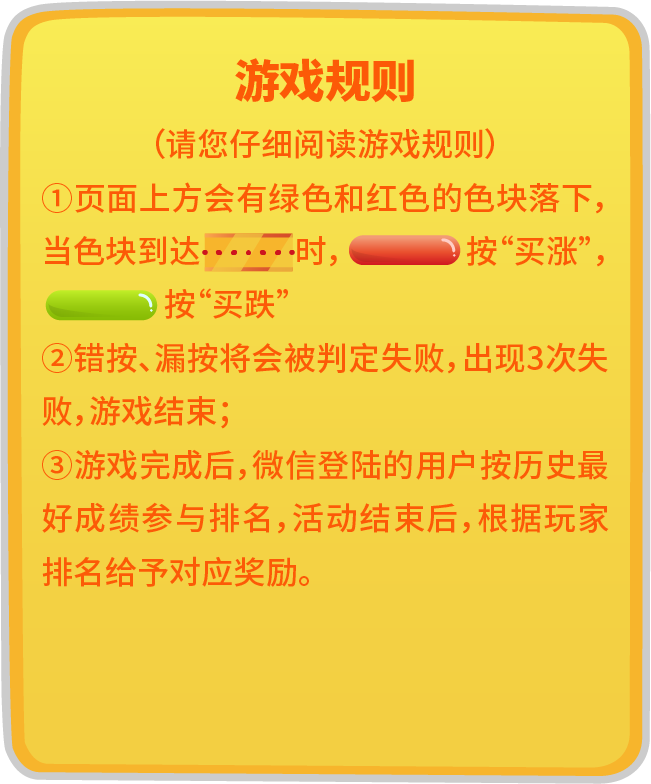 游戏规则
（请您仔细阅读游戏规则）
①页面上方会有绿色和红色的色块落下，
当色块到达时，按“买涨”，
按“买跌”
②错按、漏按将会被判定失败，出现3次失
败，游戏结束；
③游戏完成后，微信登陆的用户按历史最
好成绩参与排名，活动结束后，根据玩家
排名给予对应奖励。